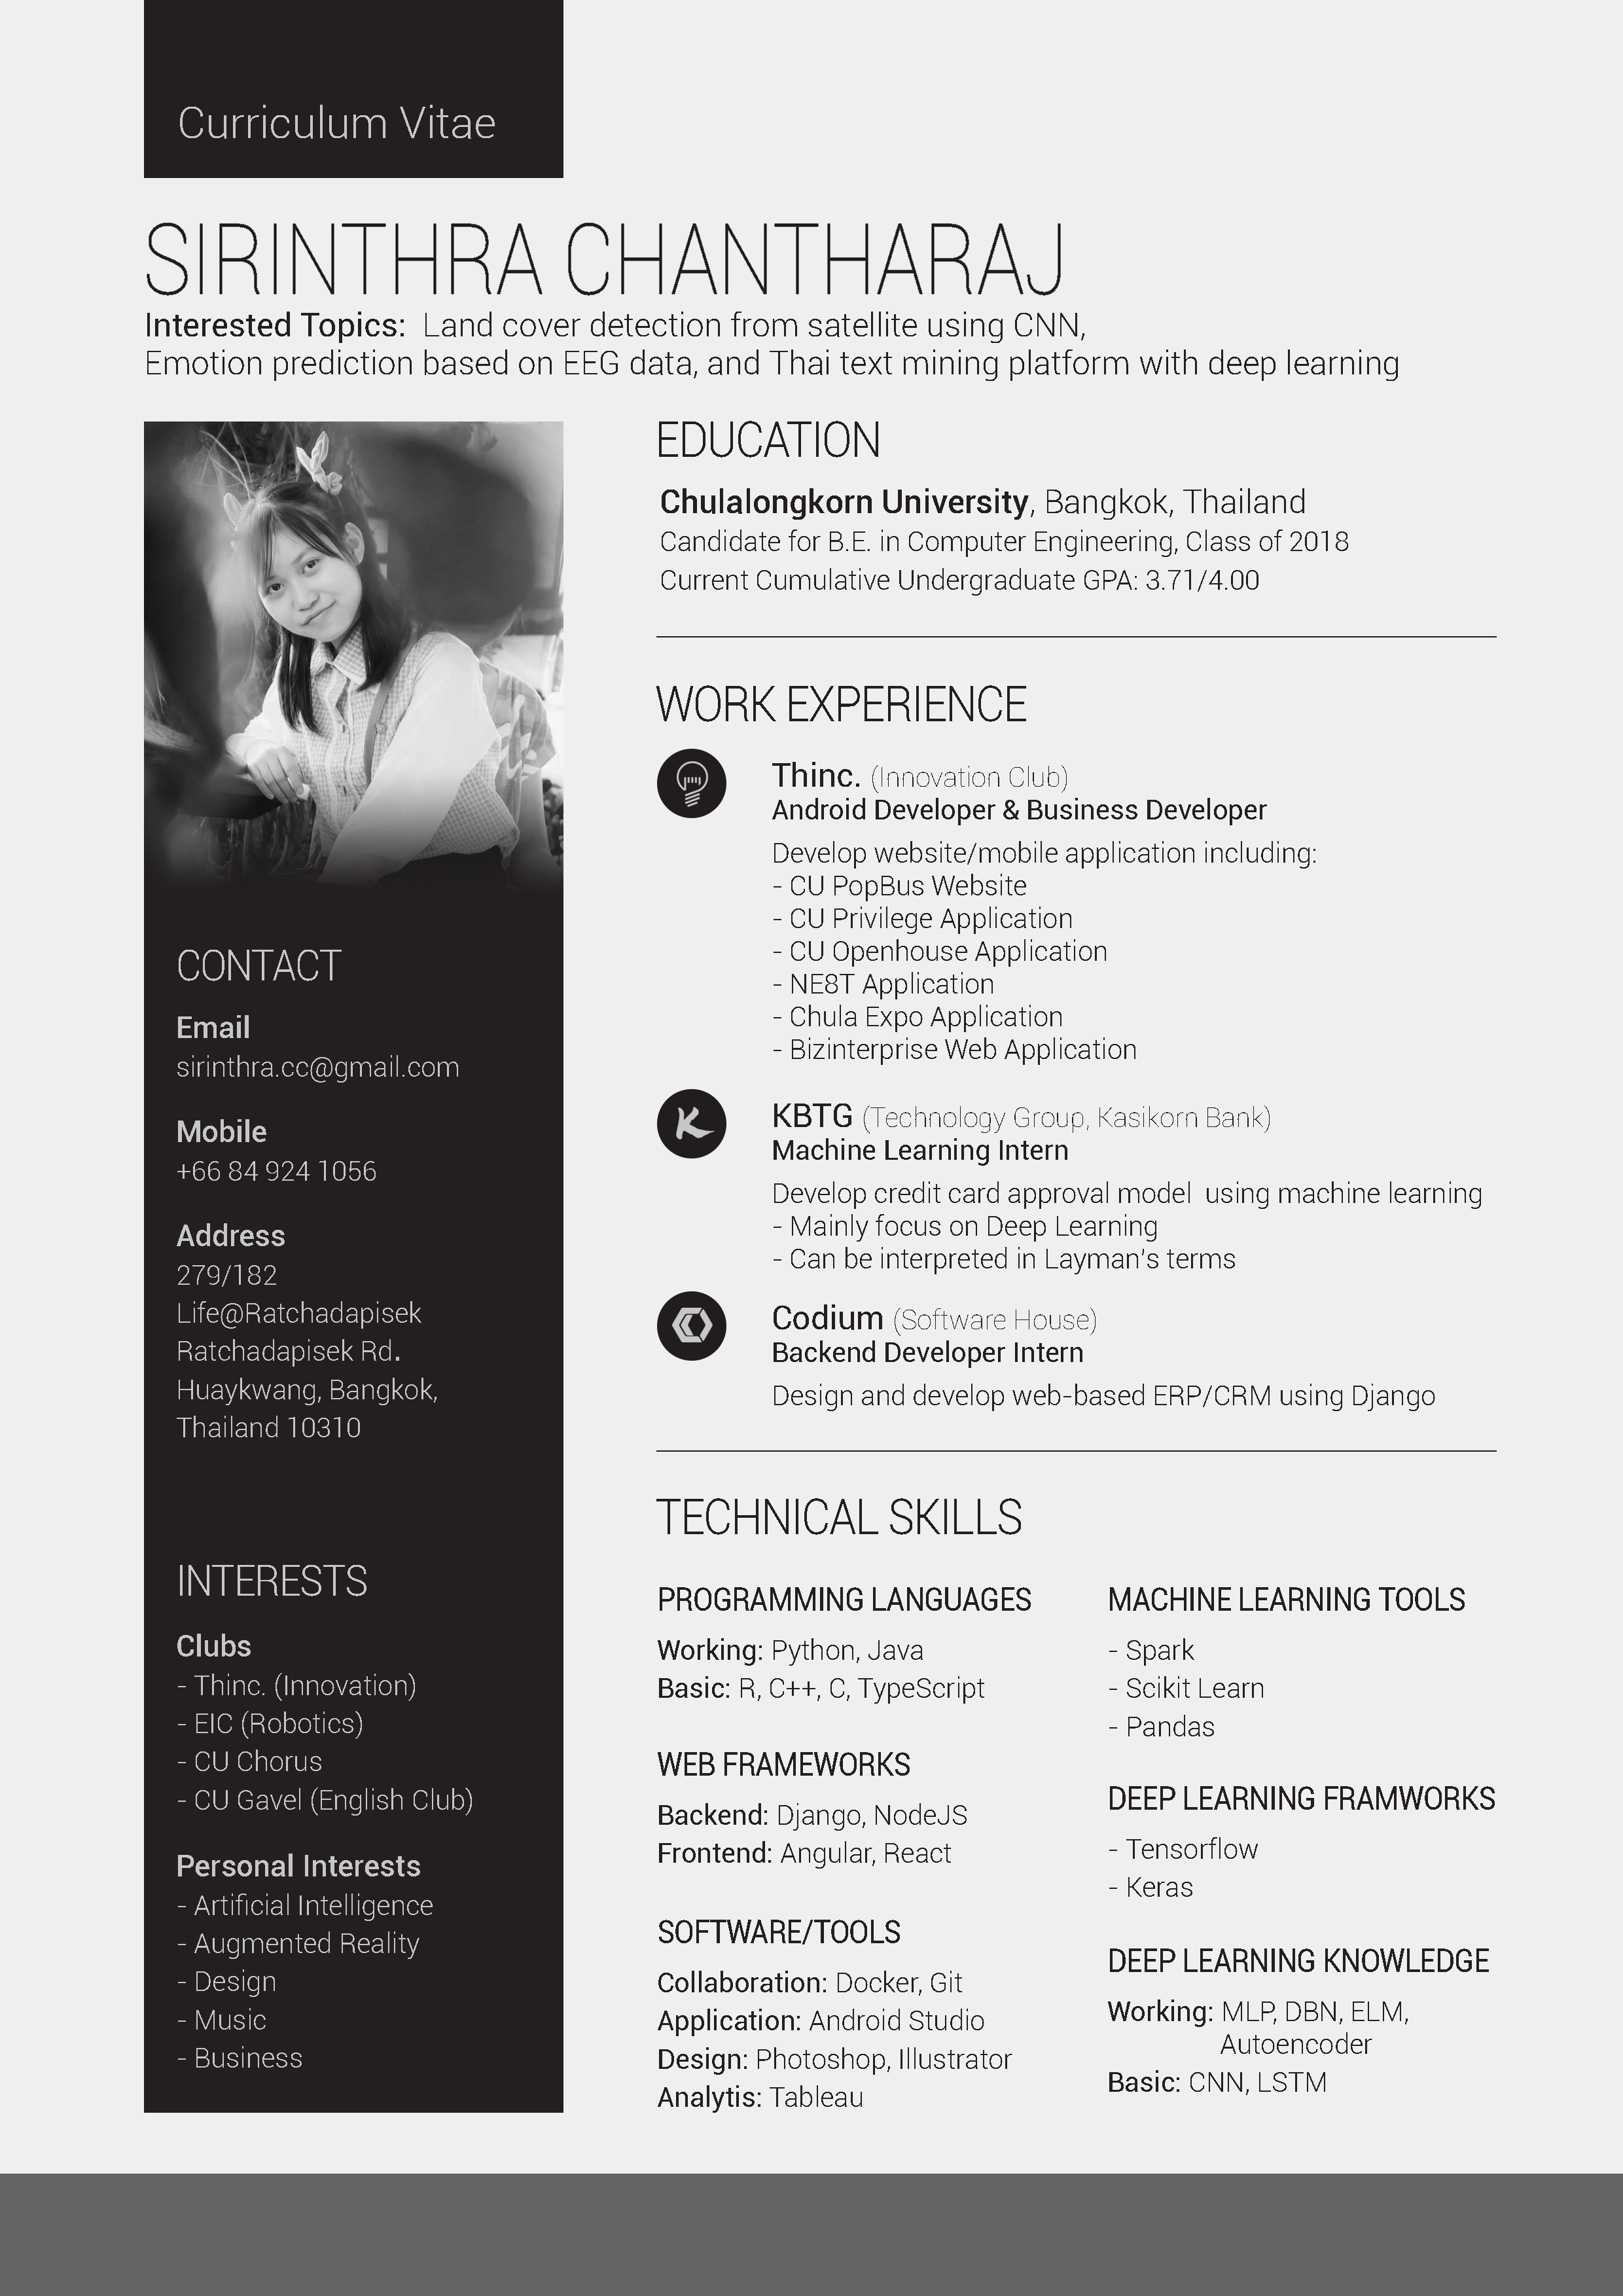 Curriculum Vitae
SIRINTHRA CHANTHARAJ
Interested Topics: Land cover detection from satellite using CNN,
Emotion prediction based on EEG data, and Thai text mining platform with deep learning
CONTACT
Email
sirinthra.cc@gmail.com
Mobile
+66 84 924 1056
Address
279/182
Life@Ratchadapisek
Ratchadapisek Rd.
Huaykwang, Bangkok,
Thailand 10310
INTERESTS
Clubs
- Thinc. (Innovation)
- EIC (Robotics)
- CU Chorus
- CU Gavel (English Club)
Personal Interests
- Artificial Intelligence
- Augmented Reality
- Design
- Music
- Business
EDUCATION
Chulalongkorn University, Bangkok, Thailand
Candidate for B.E. in Computer Engineering, Class of 2018
Current Cumulative Undergraduate GPA: 3.71/4.00
WORK EXPERIENCE
Thinc. (Innovation Club)
Android Developer & Business Developer
Develop website/mobile application including:
- CU PopBus Website
- CU Privilege Application
- CU Openhouse Application
- NE8T Application
- Chula Expo Application
- Bizinterprise Web Application
KBTG (Technology Group, Kasikorn Bank)
Machine Learning Intern
Develop credit card approval model using machine learning
- Mainly focus on Deep Learning
- Can be interpreted in Layman's terms
Codium (Software House)
Backend Developer Intern
Design and develop web-based ERP/CRM using Django
TECHNICAL SKILLS
PROGRAMMING LANGUAGES
Working: Python, Java
Basic: R, C++, C, TypeScript
WEB FRAMEWORKS
Backend: Django, NodeJS
Frontend: Angular, React
SOFTWARE/TOOLS
Collaboration: Docker, Git
Application: Android Studio
Design: Photoshop, Illustrator
Analytis: Tableau
MACHINE LEARNING TOOLS
- Spark
- Scikit Learn
- Pandas
DEEP LEARNING FRAMWORKS
- Tensorflow
- Keras
DEEP LEARNING KNOWLEDGE
Working: MLP, DBN, ELM,
Autoencoder
Basic: CNN, LSTM